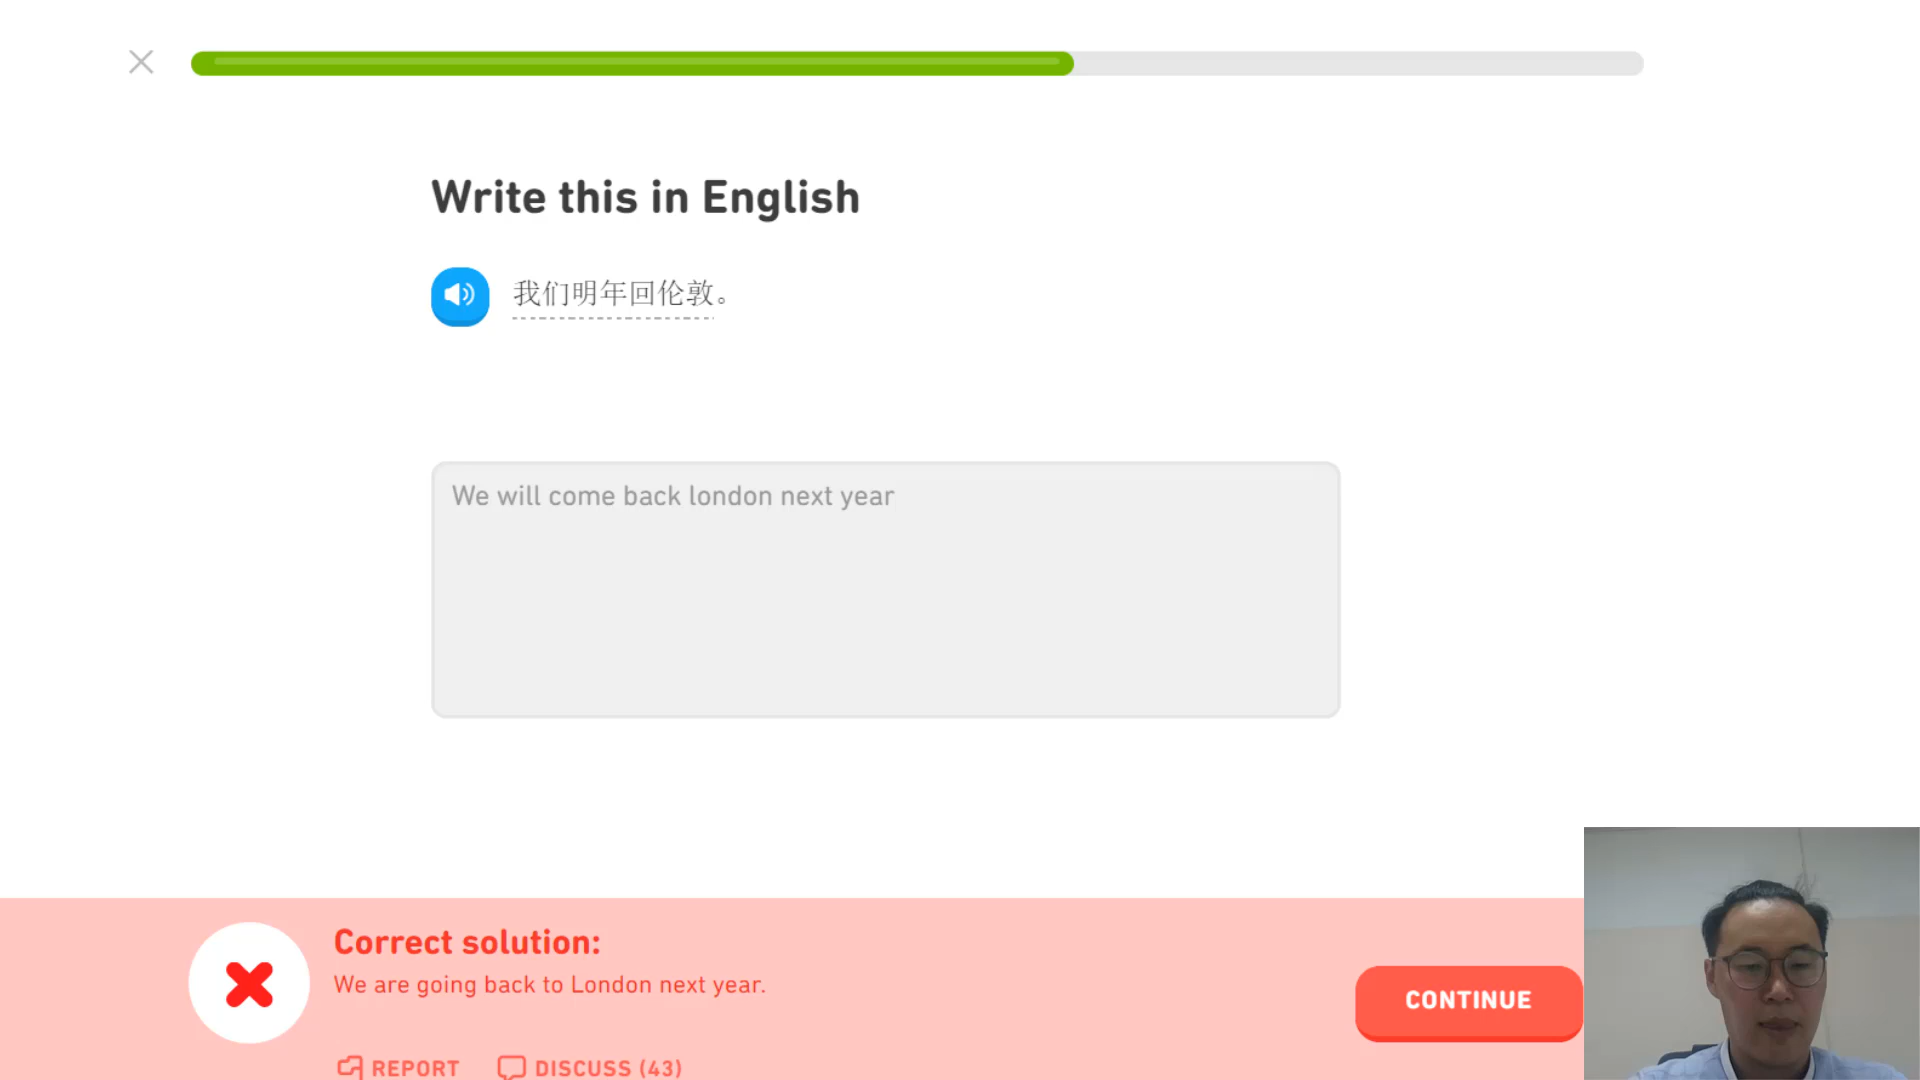 Write this in English
我们明年回伦敦。
We will come back london next year
Correct solution:
We are going back to London next year.
CONTINUE
REPORT
DISCUSS (43)